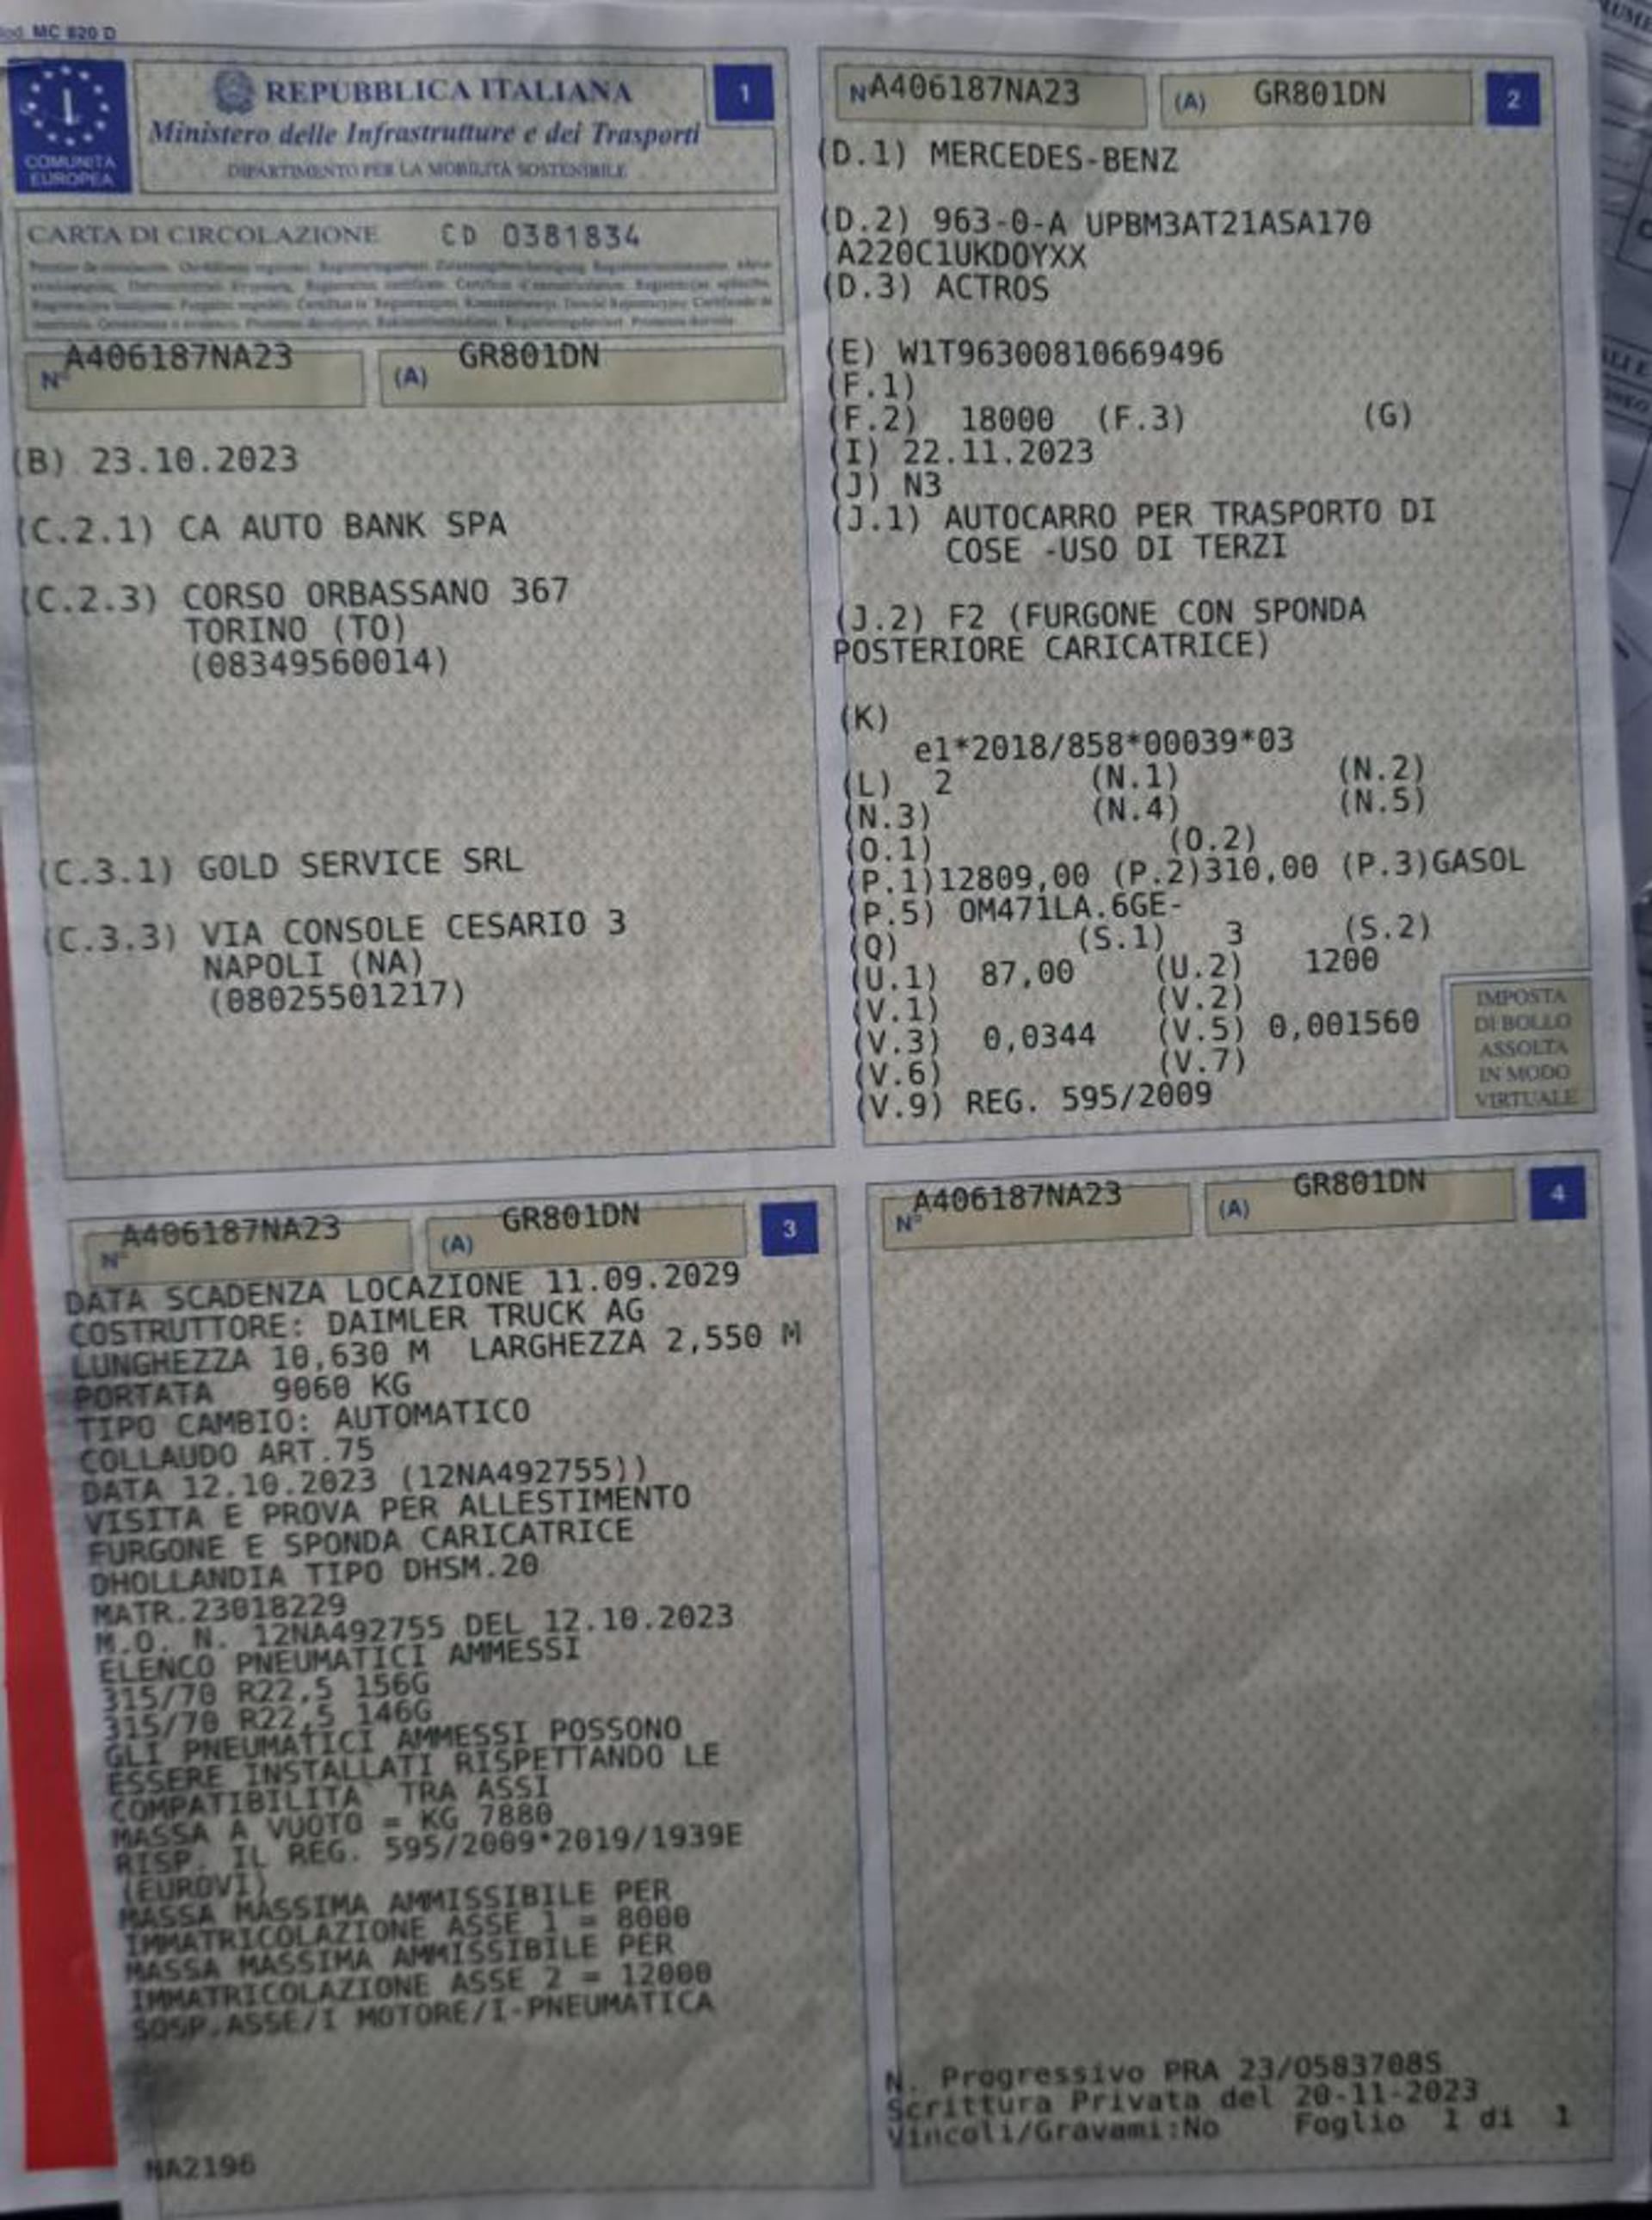 Mod. MC 820 D
COMUNITA EUROPEA
REPUBBLICA ITALIANA
Ministero delle Infrastrutture e dei Trasporti
DIPARTIMENTO PER LA MOBILITÀ SOSTENIBILE
1
CARTA DI CIRCOLAZIONE CD 0381834
N° A406187NA23 (A) GR801DN
(B) 23.10.2023
(C.2.1) CA AUTO BANK SPA
(C.2.3) CORSO ORBASSANO 367
TORINO (TO)
(08349560014)
(C.3.1) GOLD SERVICE SRL
(C.3.3) VIA CONSOLE CESARIO 3
NAPOLI (NA)
(08025501217)
N A406187NA23 (A) GR801DN 2
(D.1) MERCEDES-BENZ
(D.2) 963-0-A UPBM3AT21ASA170
A220C1UKD0YXX
(D.3) ACTROS
(E) W1T96300810669496
(F.1)
(F.2) 18000 (F.3) (G)
(I) 22.11.2023
(J) N3
(J.1) AUTOCARRO PER TRASPORTO DI
COSE -USO DI TERZI
(J.2) F2 (FURGONE CON SPONDA
POSTERIORE CARICATRICE)
(K)
e1*2018/858*00039*03
(L) 2 (N.1) (N.2)
(N.3) (N.4) (N.5)
(O.1) (O.2)
(P.1)12809,00 (P.2)310,00 (P.3)GASOL
(P.5) OM471LA.6GE-
(Q) (S.1) 3 (S.2)
(U.1) 87,00 (U.2) 1200
(V.1) (V.2)
(V.3) 0,0344 (V.5) 0,001560
(V.6) (V.7)
(V.9) REG. 595/2009
IMPOSTA
DI BOLLO
ASSOLTA
IN MODO
VIRTUALE
N° A406187NA23 (A) GR801DN 3
DATA SCADENZA LOCAZIONE 11.09.2029
COSTRUTTORE: DAIMLER TRUCK AG
LUNGHEZZA 10,630 M LARGHEZZA 2,550 M
PORTATA 9060 KG
TIPO CAMBIO: AUTOMATICO
COLLAUDO ART.75
DATA 12.10.2023 (12NA492755))
VISITA E PROVA PER ALLESTIMENTO
FURGONE E SPONDA CARICATRICE
DHOLLANDIA TIPO DHSM.20
MATR.23018229
M.O. N. 12NA492755 DEL 12.10.2023
ELENCO PNEUMATICI AMMESSI
315/70 R22,5 156G
315/70 R22,5 146G
GLI PNEUMATICI AMMESSI POSSONO
ESSERE INSTALLATI RISPETTANDO LE
COMPATIBILITA' TRA ASSI
MASSA A VUOTO = KG 7880
RISP. IL REG. 595/2009*2019/1939E
(EUROVI)
MASSA MASSIMA AMMISSIBILE PER
IMMATRICOLAZIONE ASSE 1 = 8000
MASSA MASSIMA AMMISSIBILE PER
IMMATRICOLAZIONE ASSE 2 = 12000
SOSP.ASSE/I MOTORE/I-PNEUMATICA
NA2196
N° A406187NA23 (A) GR801DN 4
N. Progressivo PRA 23/0583708S
Scrittura Privata del 20-11-2023
Vincoli/Gravami:No Foglio 1 di 1